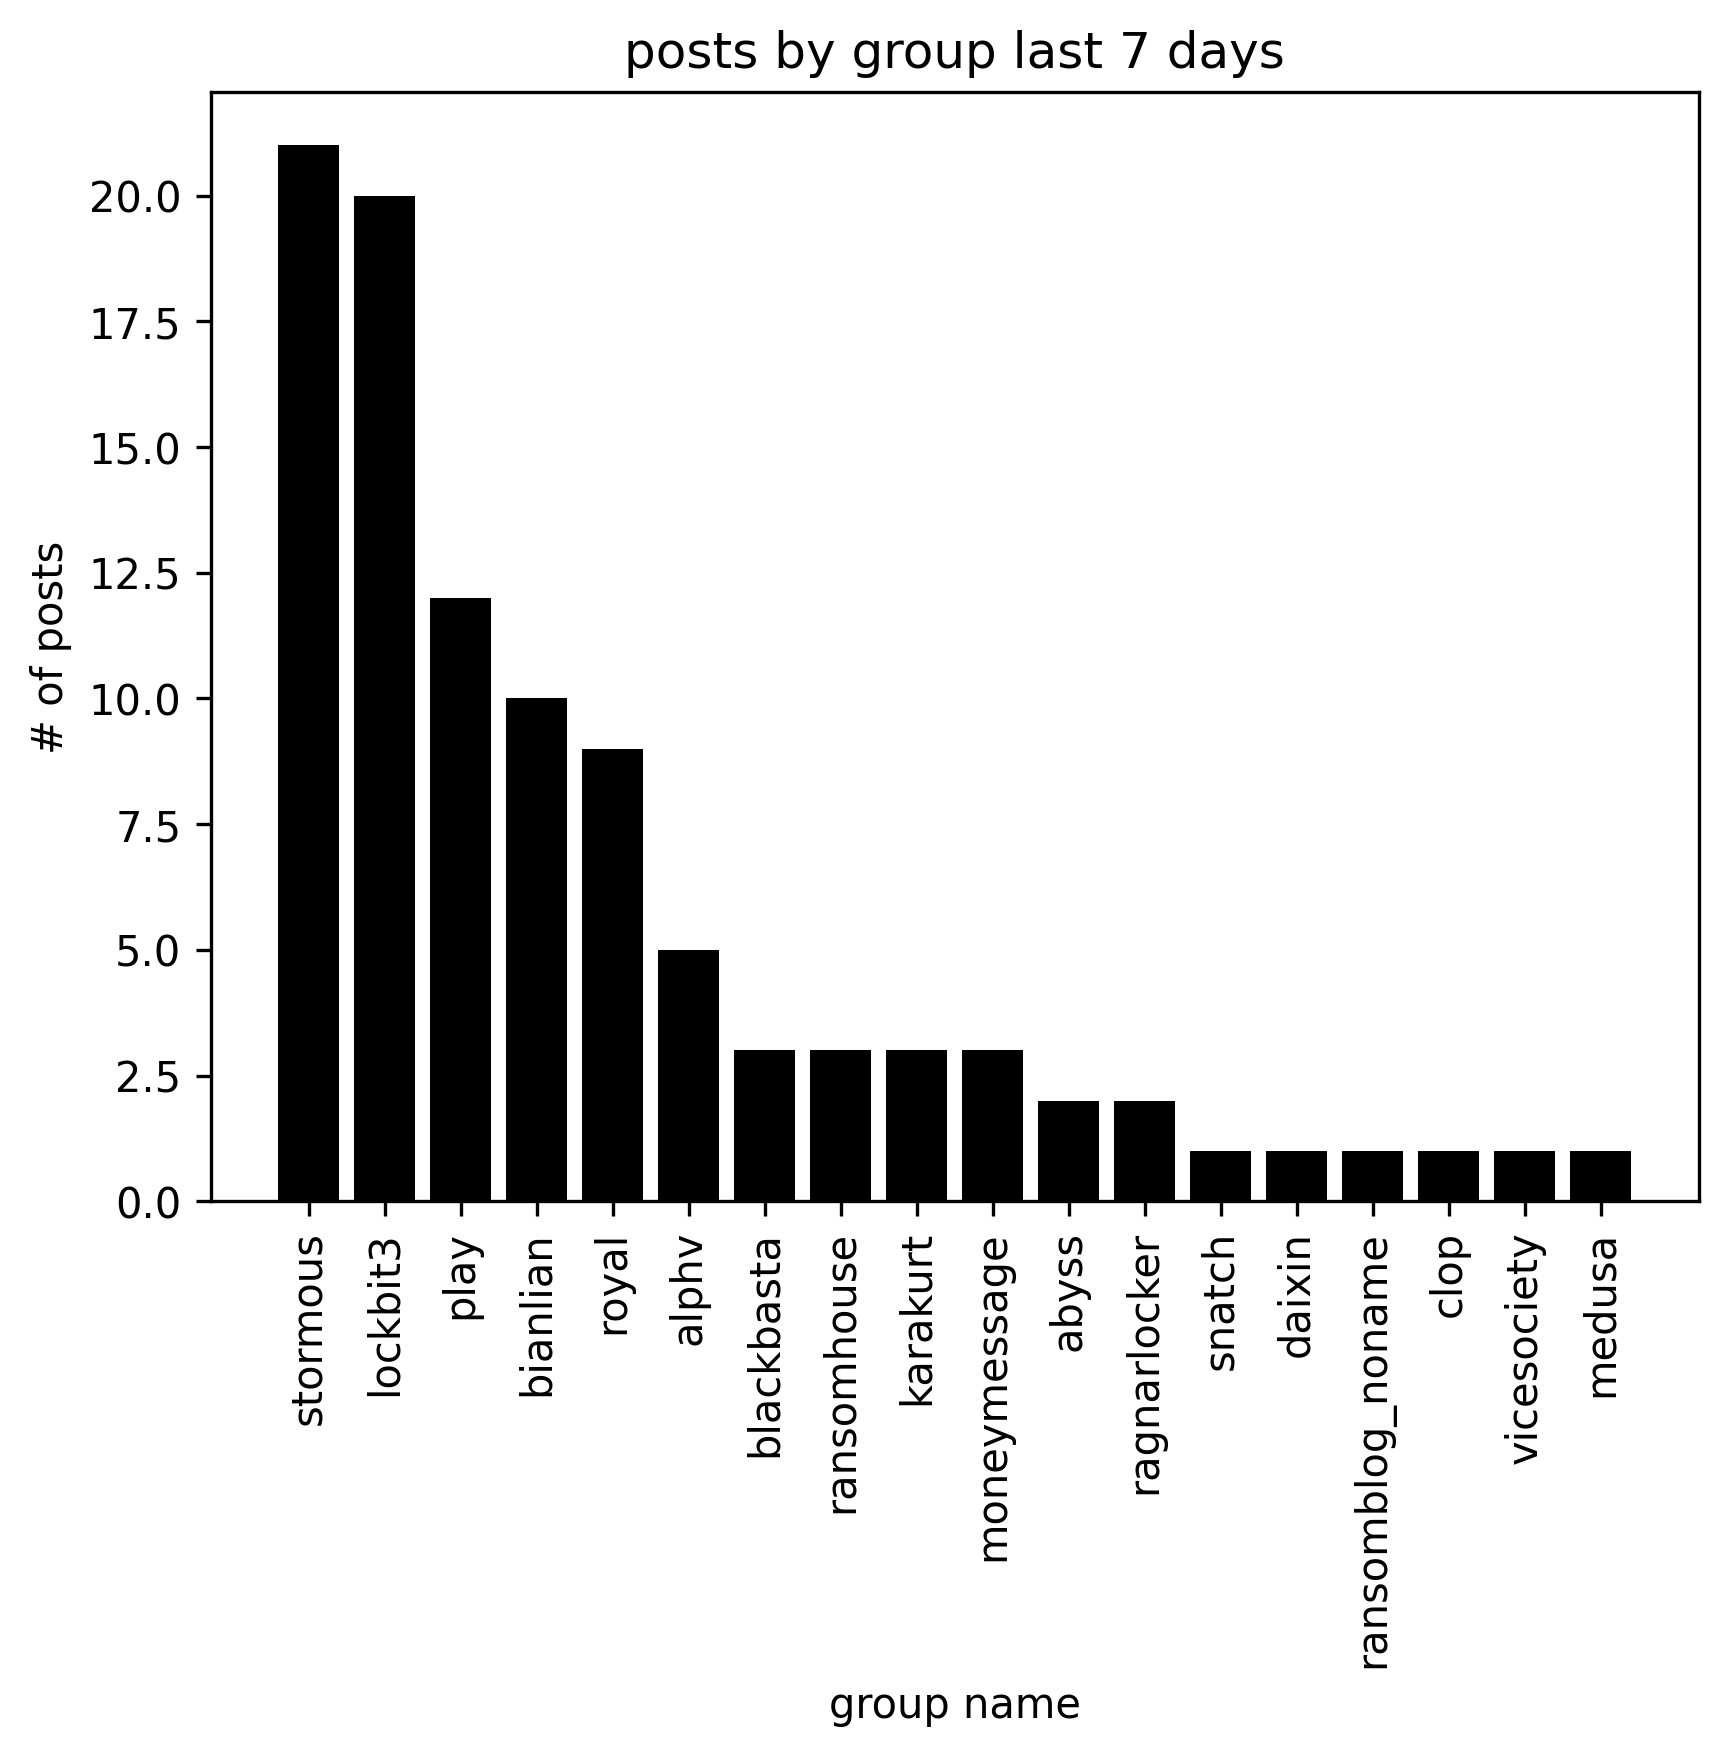 posts by group last 7 days
# of posts
20.0
17.5
15.0
12.5
10.0
7.5
5.0
2.5
0.0
stormous
lockbit3
play
bianlian
royal
alphv
blackbasta
ransomhouse
karakurt
moneymessage
abyss
ragnarlocker
snatch
daixin
ransomblog_noname
clop
vicesociety
medusa
group name